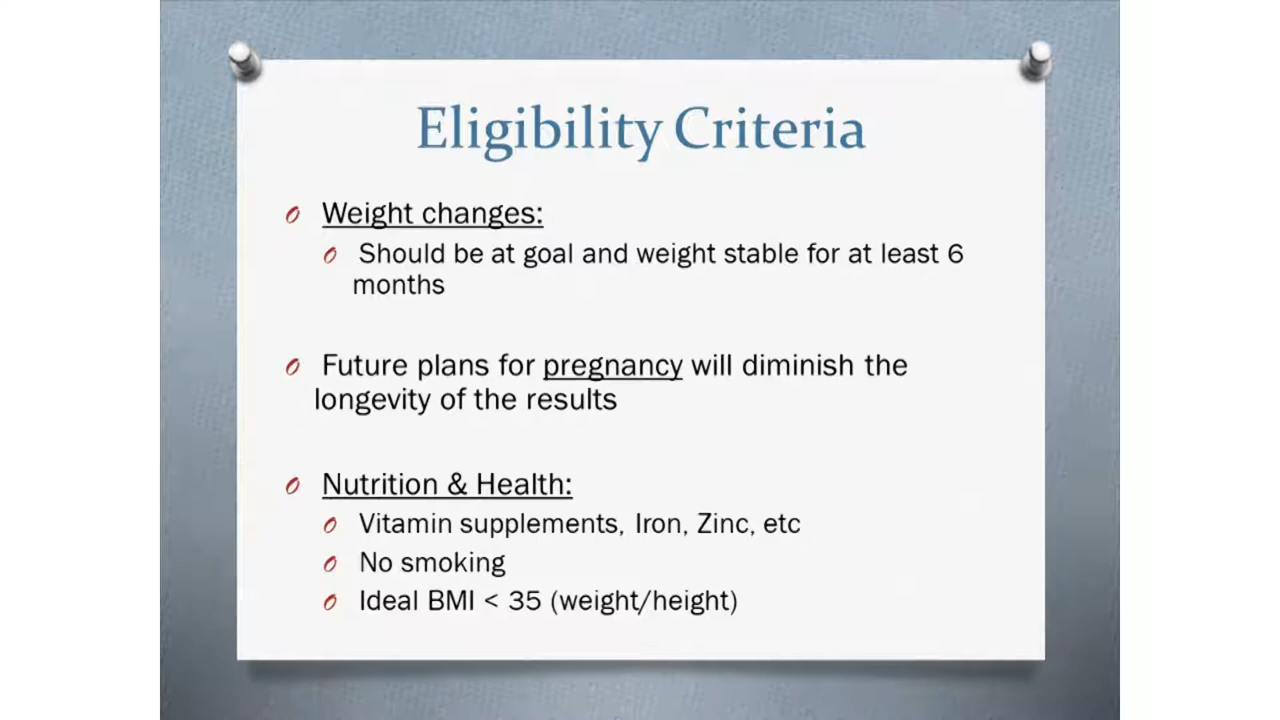 Eligibility Criteria
Weight changes:
Should be at goal and weight stable for at least 6
months
Future plans for pregnancy will diminish the
longevity of the results
Nutrition & Health:
Vitamin supplements, Iron, Zinc, etc
No smoking
Ideal BMI < 35 (weight/height)